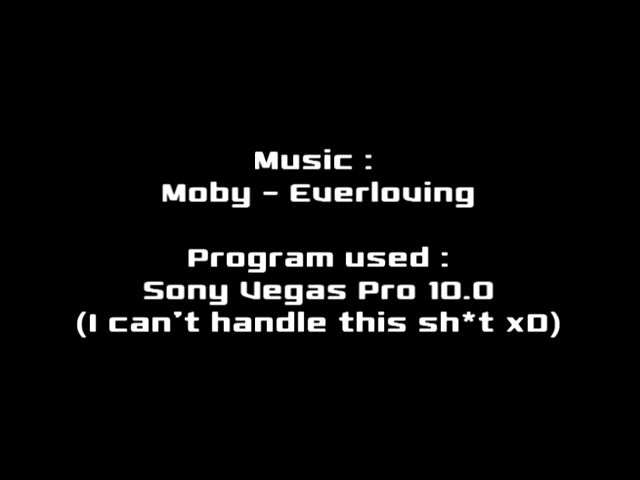 Music :
Moby - Everloving
Program used :
Sony Vegas Pro 10.0
(I can't handle this sh*t xD)